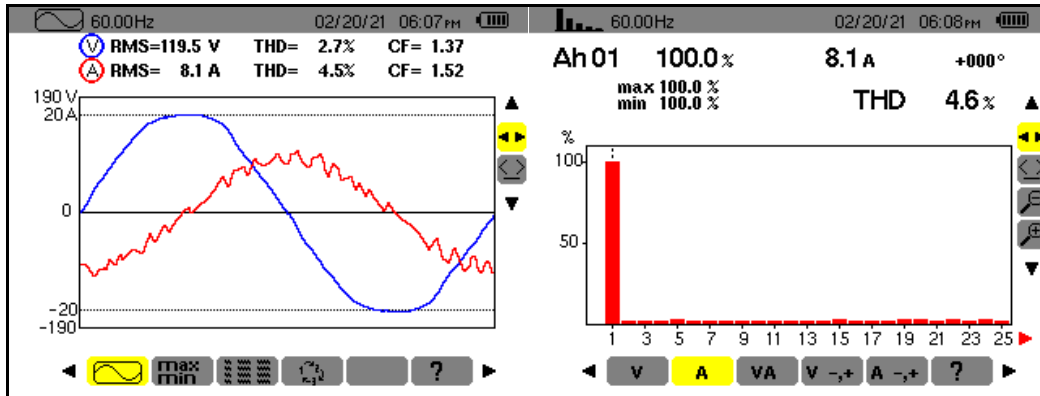 60.00Hz 02/20/21 06:07PM
V RMS=119.5 V THD= 2.7% CF= 1.37
A RMS= 8.1 A THD= 4.5% CF= 1.52
190 V
20 A
0
-20
-190
max
min
?
60.00Hz 02/20/21 06:08PM
Ah 01 100.0 % 8.1 A +000°
max 100.0 %
min 100.0 %
THD 4.6 %
%
100
50
1 3 5 7 9 11 13 15 17 19 21 23 25
V A VA V -,+ A -,+ ?